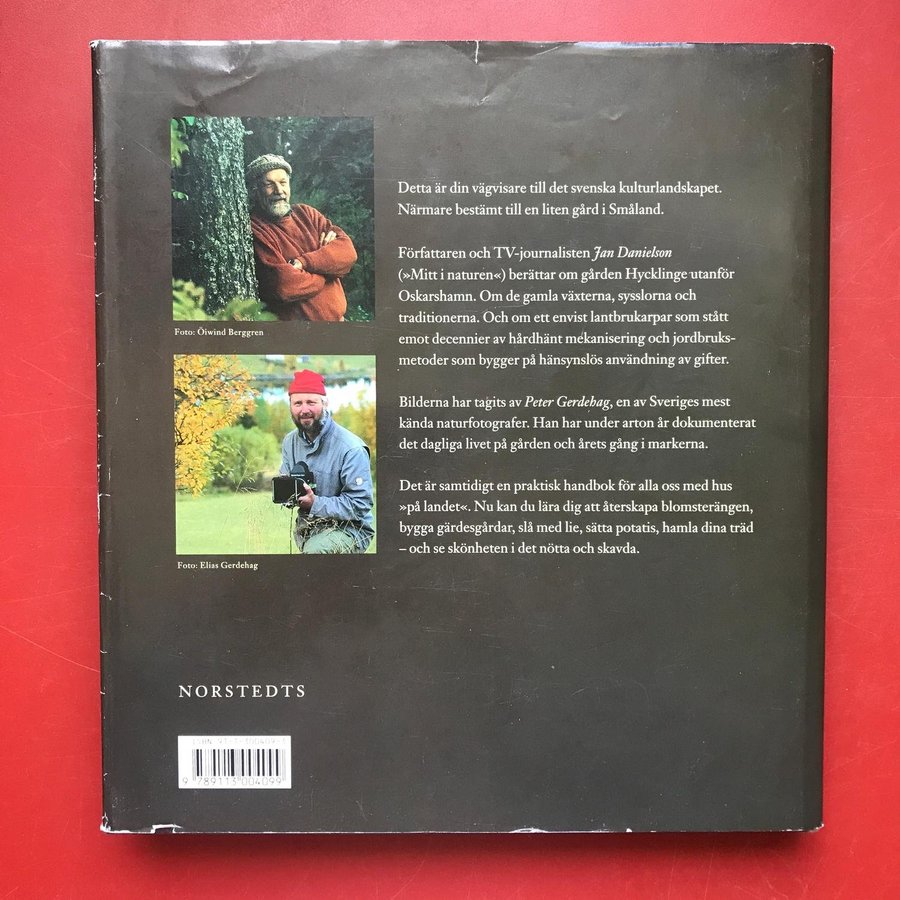 Detta är din vägvisare till det svenska kulturlandskapet.
Närmare bestämt till en liten gård i Småland.
Författaren och TV-journalisten Jan Danielson
(»Mitt i naturen«) berättar om gården Hycklinge utanför
Oskarshamn. Om de gamla växterna, sysslorna och
traditionerna. Och om ett envist lantbrukarpar som stått
emot decennier av hårdhänt mekanisering och jordbruks-
metoder som bygger på hänsynslös användning av gifter.
Bilderna har tagits av Peter Gerdehag, en av Sveriges mest
kända naturfotografer. Han har under arton år dokumenterat
det dagliga livet på gården och årets gång i markerna.
Det är samtidigt en praktisk handbok för alla oss med hus
»på landet«. Nu kan du lära dig att återskapa blomsterängen,
bygga gärdesgårdar, slå med lie, sätta potatis, hamla dina träd
– och se skönheten i det nötta och skavda.
Foto: Öiwind Berggren
Foto: Elias Gerdehag
NORSTEDTS
9 789113 004099